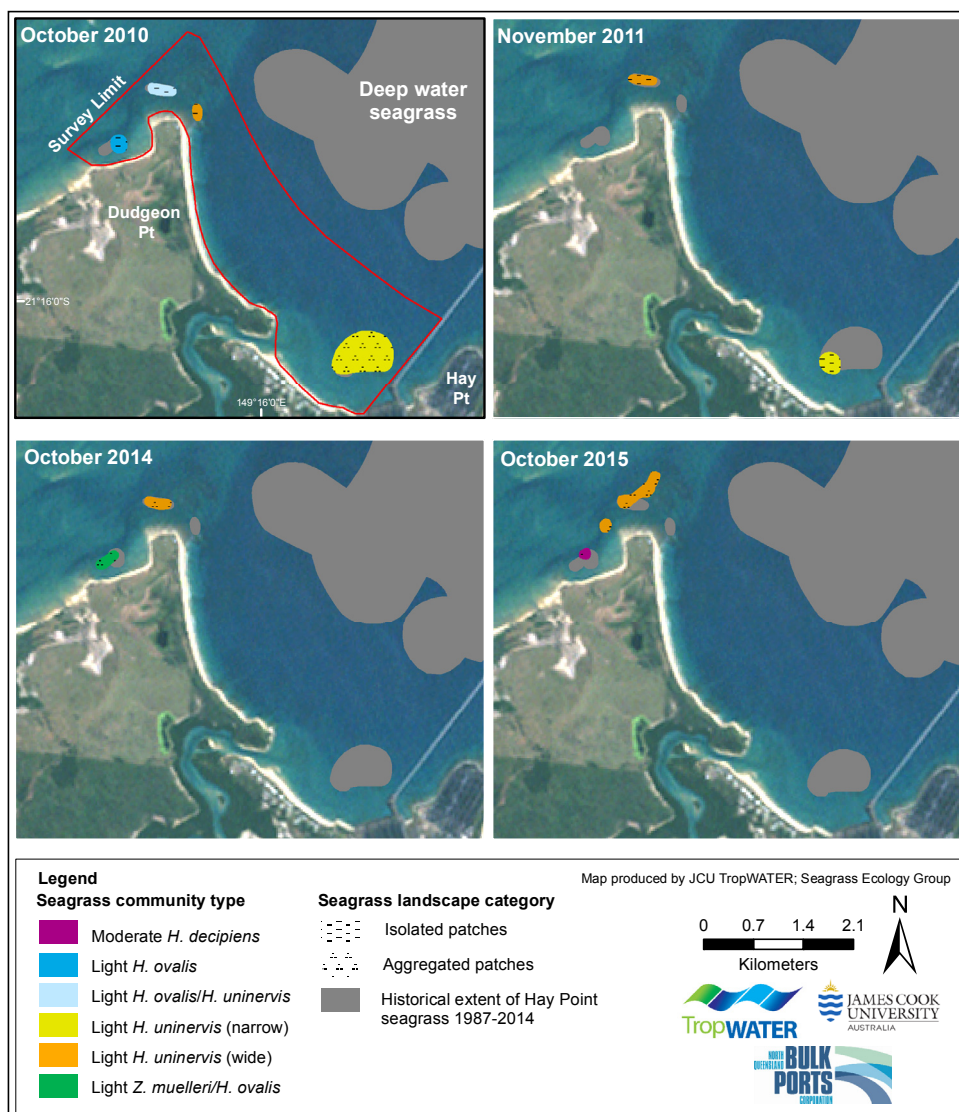 October 2010
Survey Limit
Deep water
seagrass
Dudgeon
Pt
21°16'0"S
149°16'0"E
Hay
Pt
November 2011
October 2014
October 2015
Legend
Seagrass community type
Moderate H. decipiens
Light H. ovalis
Light H. ovalis/H. uninervis
Light H. uninervis (narrow)
Light H. uninervis (wide)
Light Z. muelleri/H. ovalis
Seagrass landscape category
Isolated patches
Aggregated patches
Historical extent of Hay Point
seagrass 1987-2014
Map produced by JCU TropWATER; Seagrass Ecology Group
0 0.7 1.4 2.1
Kilometers
N
TropWATER
JAMES COOK
UNIVERSITY
AUSTRALIA
NORTH
QUEENSLAND
BULK
PORTS
CORPORATION